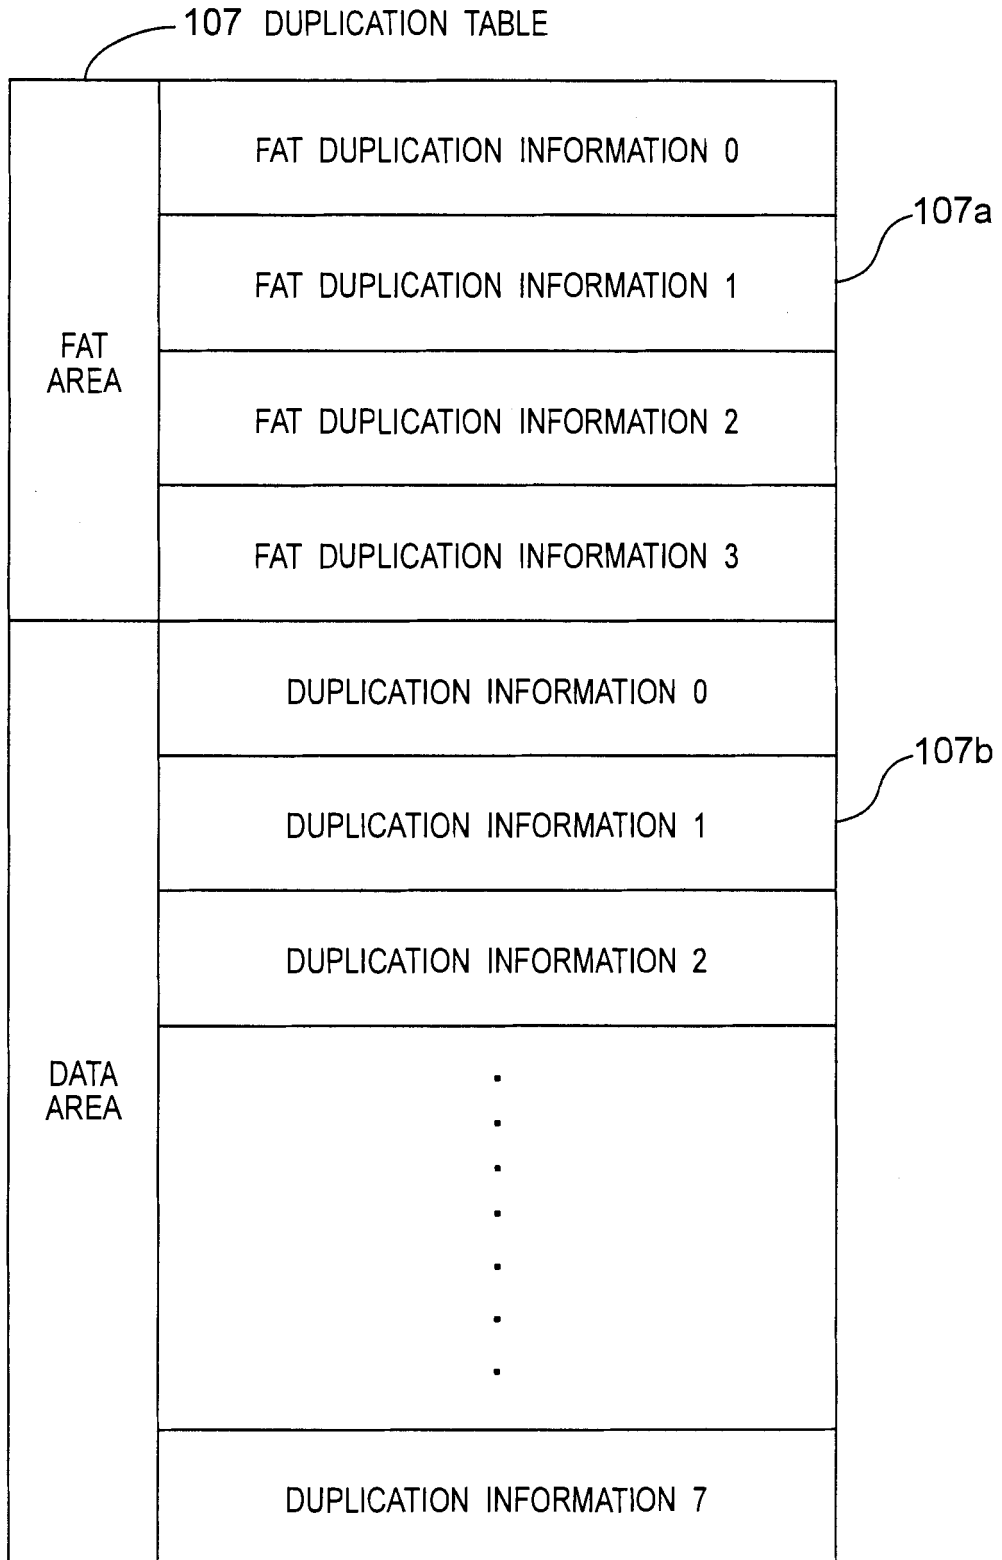 107 DUPLICATION TABLE
FAT DUPLICATION INFORMATION 0
107a
FAT DUPLICATION INFORMATION 1
FAT
AREA
FAT DUPLICATION INFORMATION 2
FAT DUPLICATION INFORMATION 3
DUPLICATION INFORMATION 0
107b
DUPLICATION INFORMATION 1
DUPLICATION INFORMATION 2
DATA
AREA
DUPLICATION INFORMATION 7